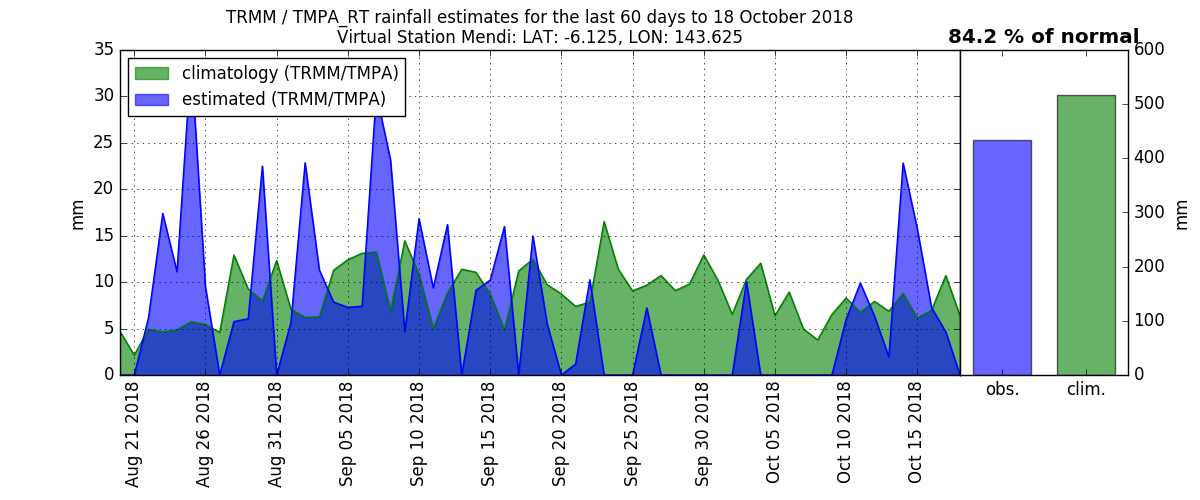 TRMM / TMPA_RT rainfall estimates for the last 60 days to 18 October 2018
Virtual Station Mendi: LAT: -6.125, LON: 143.625
84.2 % of normal
climatology (TRMM/TMPA)
estimated (TRMM/TMPA)
35
30
25
20
15
10
5
0
mm
600
500
400
300
200
100
0
mm
Aug 21 2018
Aug 26 2018
Aug 31 2018
Sep 05 2018
Sep 10 2018
Sep 15 2018
Sep 20 2018
Sep 25 2018
Sep 30 2018
Oct 05 2018
Oct 10 2018
Oct 15 2018
obs.
clim.